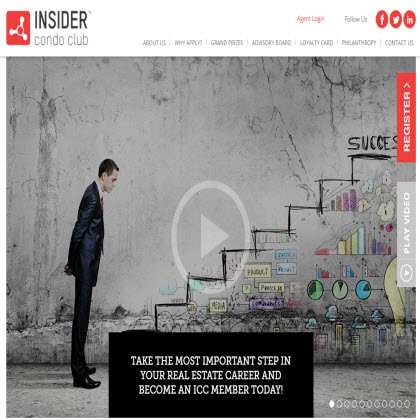 INSIDER™
condo club
Agent Login
Follow Us
ABOUT US | WHY APPLY? | GRAND PRIZES | ADVISORY BOARD | LOYALTY CARD | PHILANTHROPY | CONTACT US
REGISTER >
SUCCESS
PLAY VIDEO
PRODUCT
MEDIA
TAKE THE MOST IMPORTANT STEP IN
YOUR REAL ESTATE CAREER AND
BECOME AN ICC MEMBER TODAY!